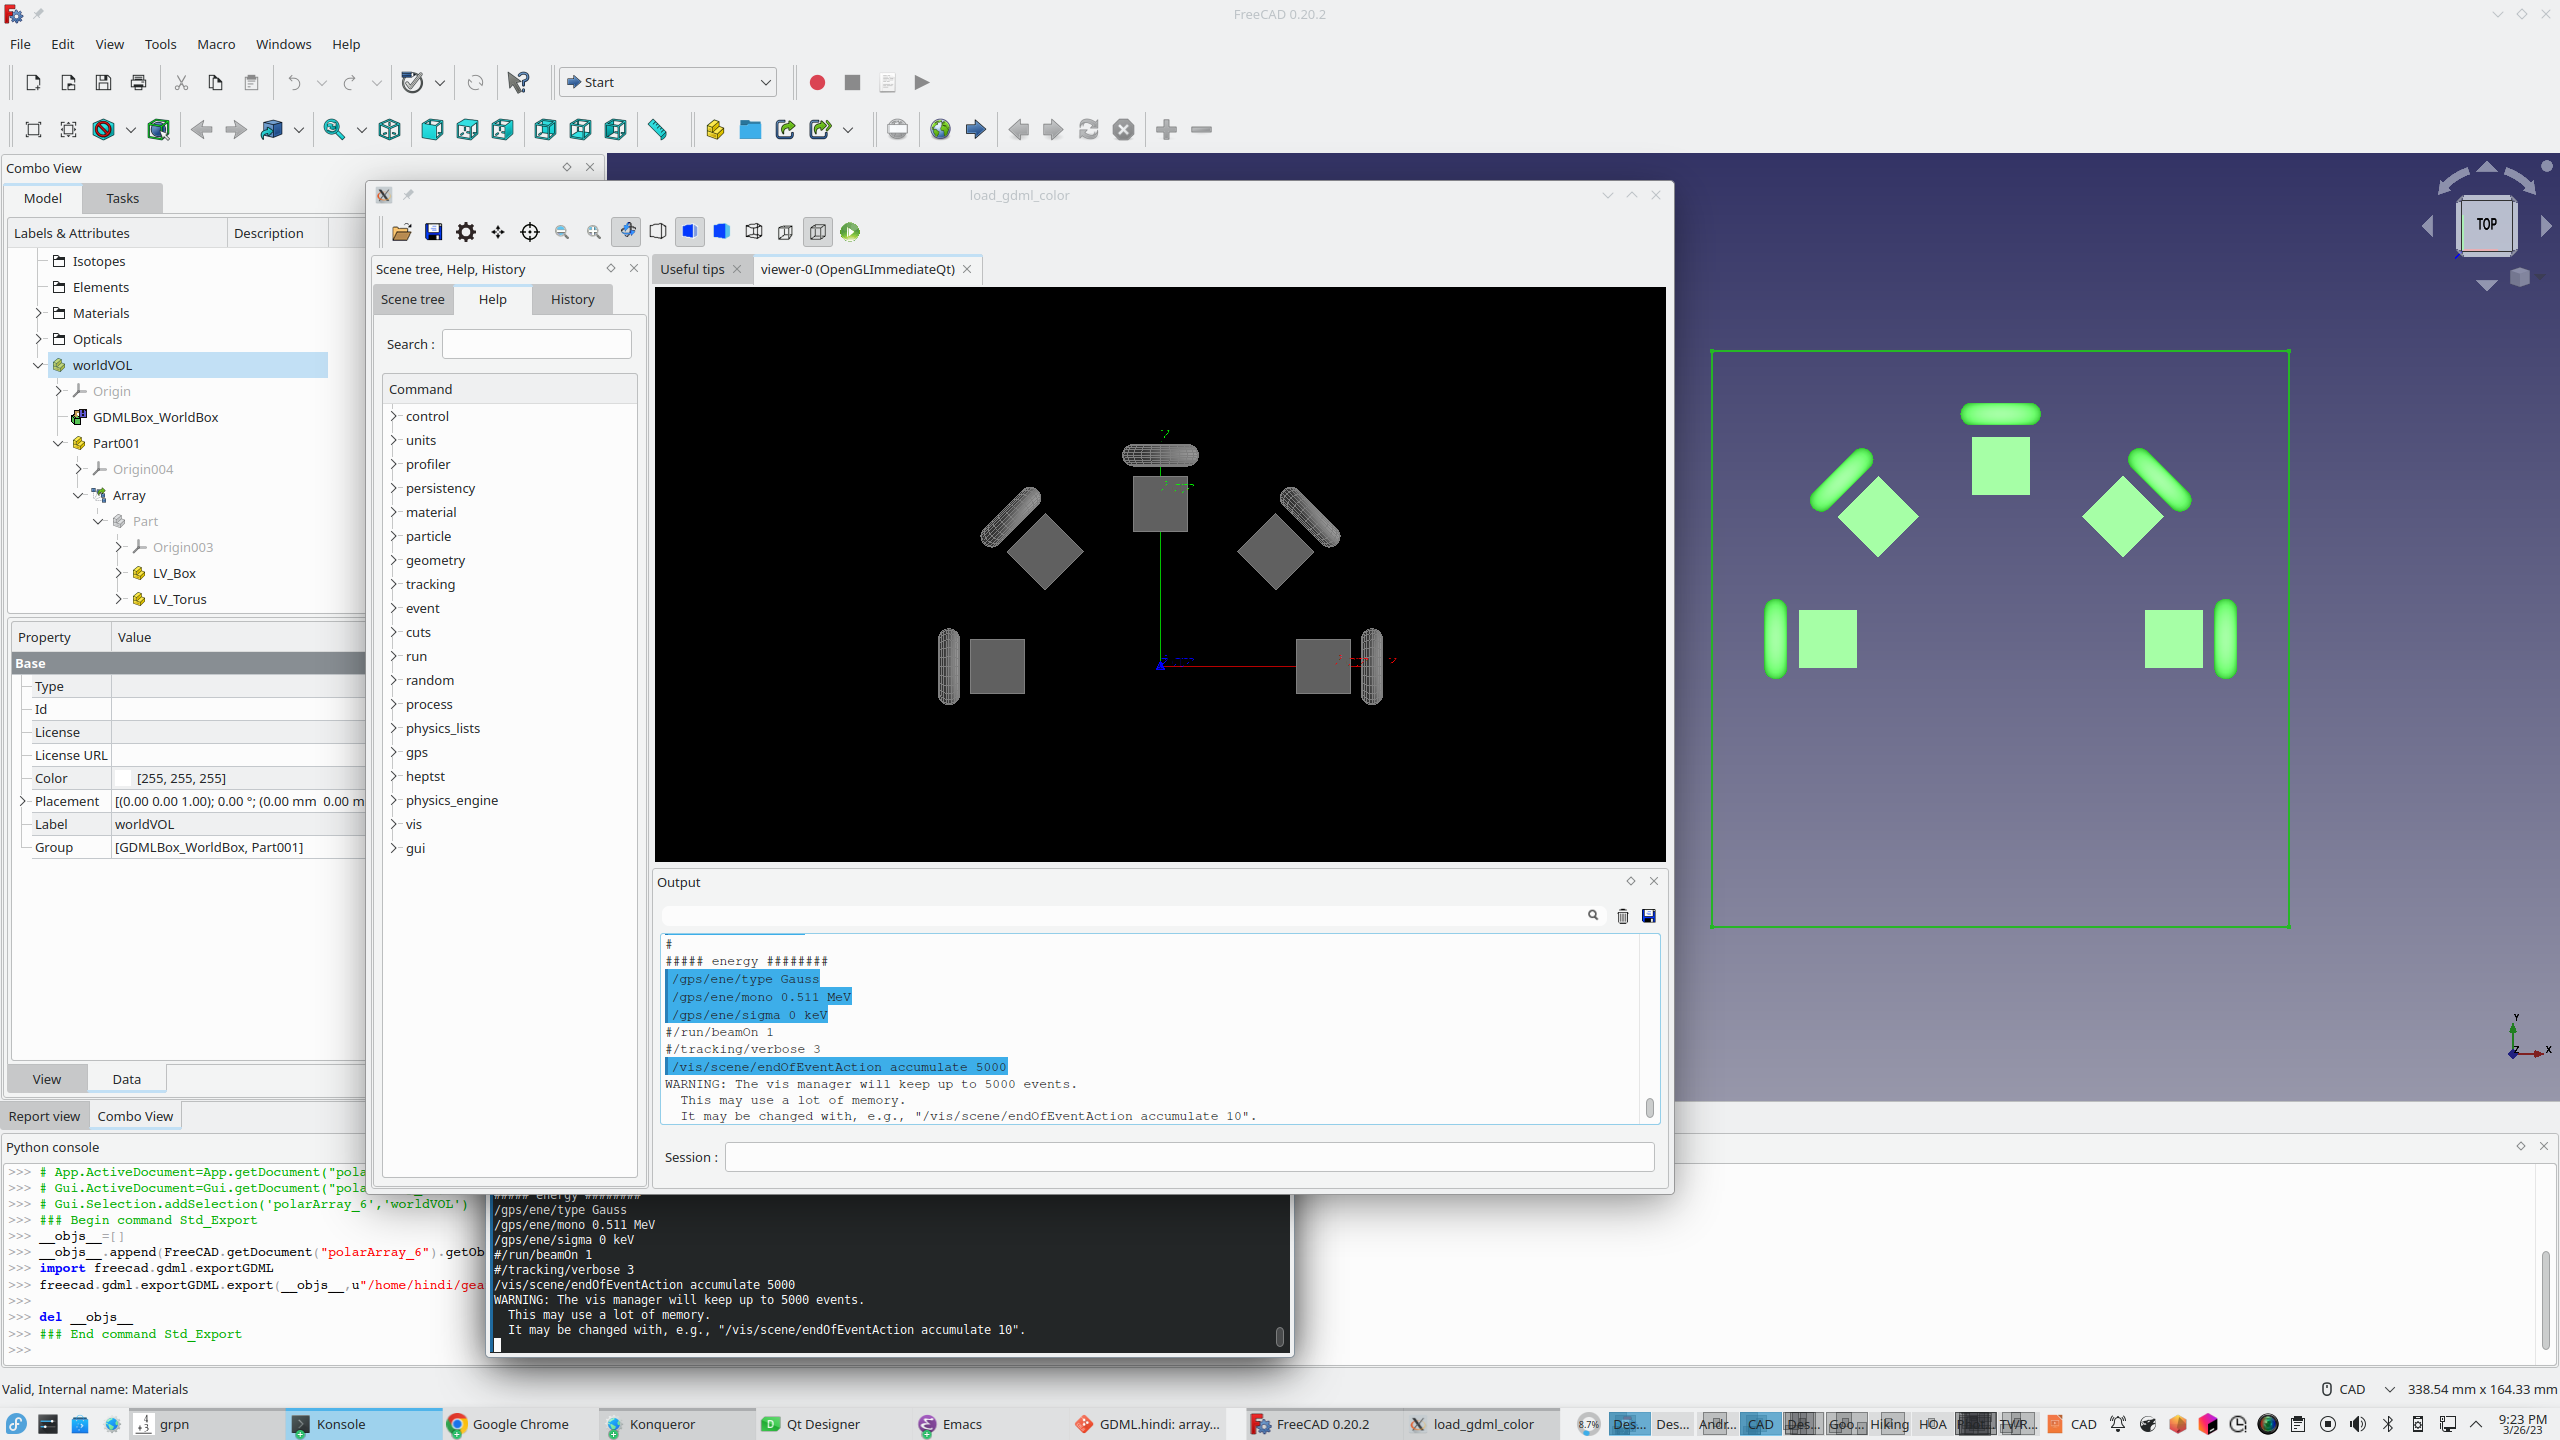 FreeCAD 0.20.2
File Edit View Tools Macro Windows Help
Start
Combo View
Model Tasks
Labels & Attributes Description
Isotopes
Elements
Materials
Opticals
worldVOL
Origin
GDMLBox_WorldBox
Part001
Origin004
Array
Part
Origin003
LV_Box
LV_Torus
Property Value
Base
Type
Id
License
License URL
Color [255, 255, 255]
Placement [(0.00 0.00 1.00); 0.00 °; (0.00 mm 0.00 m
Label worldVOL
Group [GDMLBox_WorldBox, Part001]
View Data
Report view Combo View
load_gdml_color
Scene tree, Help, History
Scene tree Help History
Search :
Command
control
units
profiler
persistency
material
particle
geometry
tracking
event
cuts
run
random
process
physics_lists
gps
heptst
physics_engine
vis
gui
Useful tips viewer-0 (OpenGLImmediateQt)
Output
#
##### energy ########
/gps/ene/type Gauss
/gps/ene/mono 0.511 MeV
/gps/ene/sigma 0 keV
#/run/beamOn 1
#/tracking/verbose 3
/vis/scene/endOfEventAction accumulate 5000
WARNING: The vis manager will keep up to 5000 events.
This may use a lot of memory.
It may be changed with, e.g., "/vis/scene/endOfEventAction accumulate 10".
Session :
TOP
Y
Z X
Python console
>>> # App.ActiveDocument=App.getDocument("pola
>>> # Gui.ActiveDocument=Gui.getDocument("pola
>>> # Gui.Selection.addSelection('polarArray_6','worldVOL')
>>> ### Begin command Std_Export
>>> __objs__=[]
>>> __objs__.append(FreeCAD.getDocument("polarArray_6").getOb
>>> import freecad.gdml.exportGDML
>>> freecad.gdml.exportGDML.export(__objs__,u"/home/hindi/gea
>>>
>>> del __objs__
>>> ### End command Std_Export
>>>
##### energy ########
/gps/ene/type Gauss
/gps/ene/mono 0.511 MeV
/gps/ene/sigma 0 keV
#/run/beamOn 1
#/tracking/verbose 3
/vis/scene/endOfEventAction accumulate 5000
WARNING: The vis manager will keep up to 5000 events.
This may use a lot of memory.
It may be changed with, e.g., "/vis/scene/endOfEventAction accumulate 10".
Valid, Internal name: Materials
CAD 338.54 mm x 164.33 mm
grpn Konsole Google Chrome Konqueror Qt Designer Emacs GDML.hindi: array... FreeCAD 0.20.2 load_gdml_color 8.7% Des... Des... Andr... CAD Des... Goo... Hiking HOA TWR... CAD 9:23 PM
3/26/23